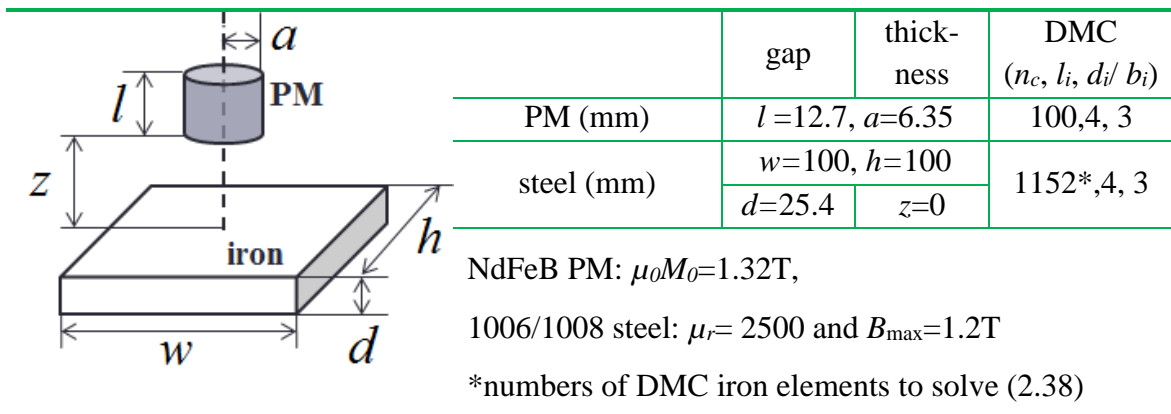 a
l
PM
z
iron
h
w
d
gap
thick-
ness
DMC
(nc, li, di/ bi)
PM (mm)
l =12.7, a=6.35
100,4, 3
steel (mm)
w=100, h=100
1152*,4, 3
d=25.4
z=0
NdFeB PM: μ0M0=1.32T,
1006/1008 steel: μr= 2500 and Bmax=1.2T
*numbers of DMC iron elements to solve (2.38)